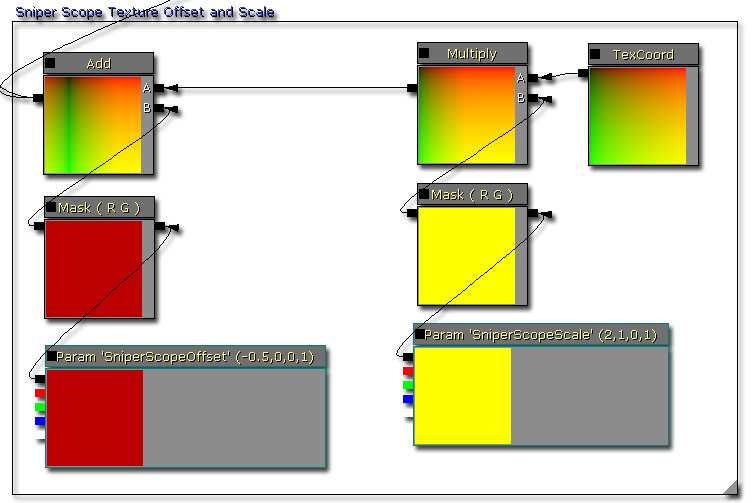 Sniper Scope Texture Offset and Scale
Add
A
B
Multiply
A
B
TexCoord
Mask ( R G )
Mask ( R G )
Param 'SniperScopeOffset' (-0.5,0,0,1)
Param 'SniperScopeScale' (2,1,0,1)